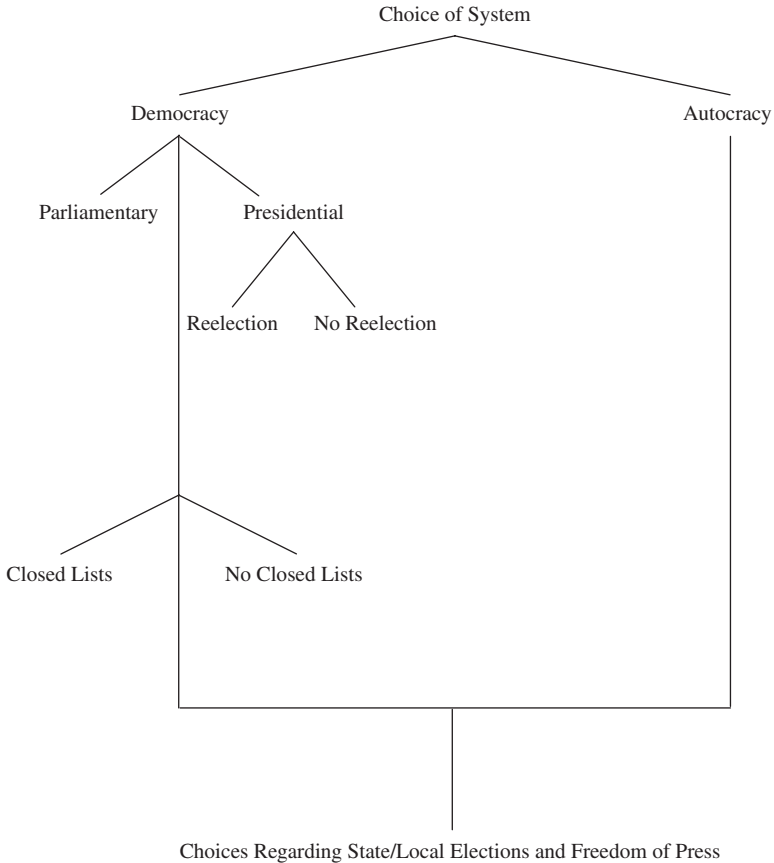 Choice of System
Democracy
Autocracy
Parliamentary
Presidential
Reelection
No Reelection
Closed Lists
No Closed Lists
Choices Regarding State/Local Elections and Freedom of Press